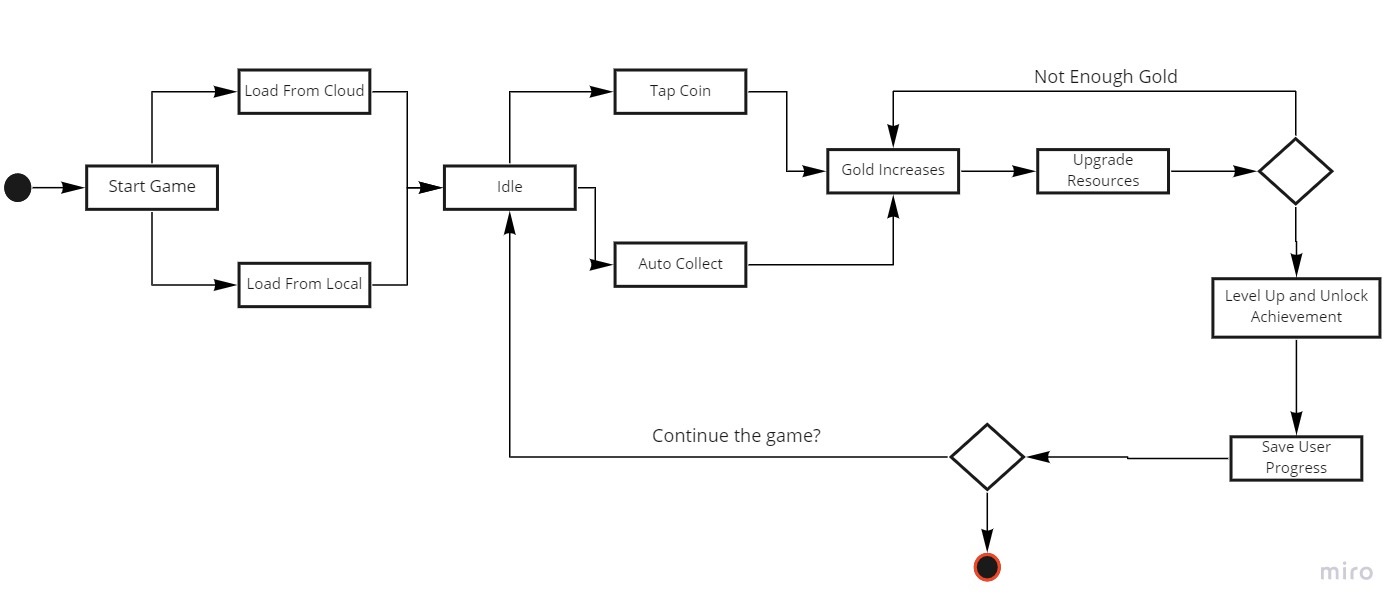 Not Enough Gold
Load From Cloud
Tap Coin
Start Game
Idle
Gold Increases
Upgrade
Resources
Load From Local
Auto Collect
Level Up and Unlock
Achievement
Continue the game?
Save User
Progress
miro